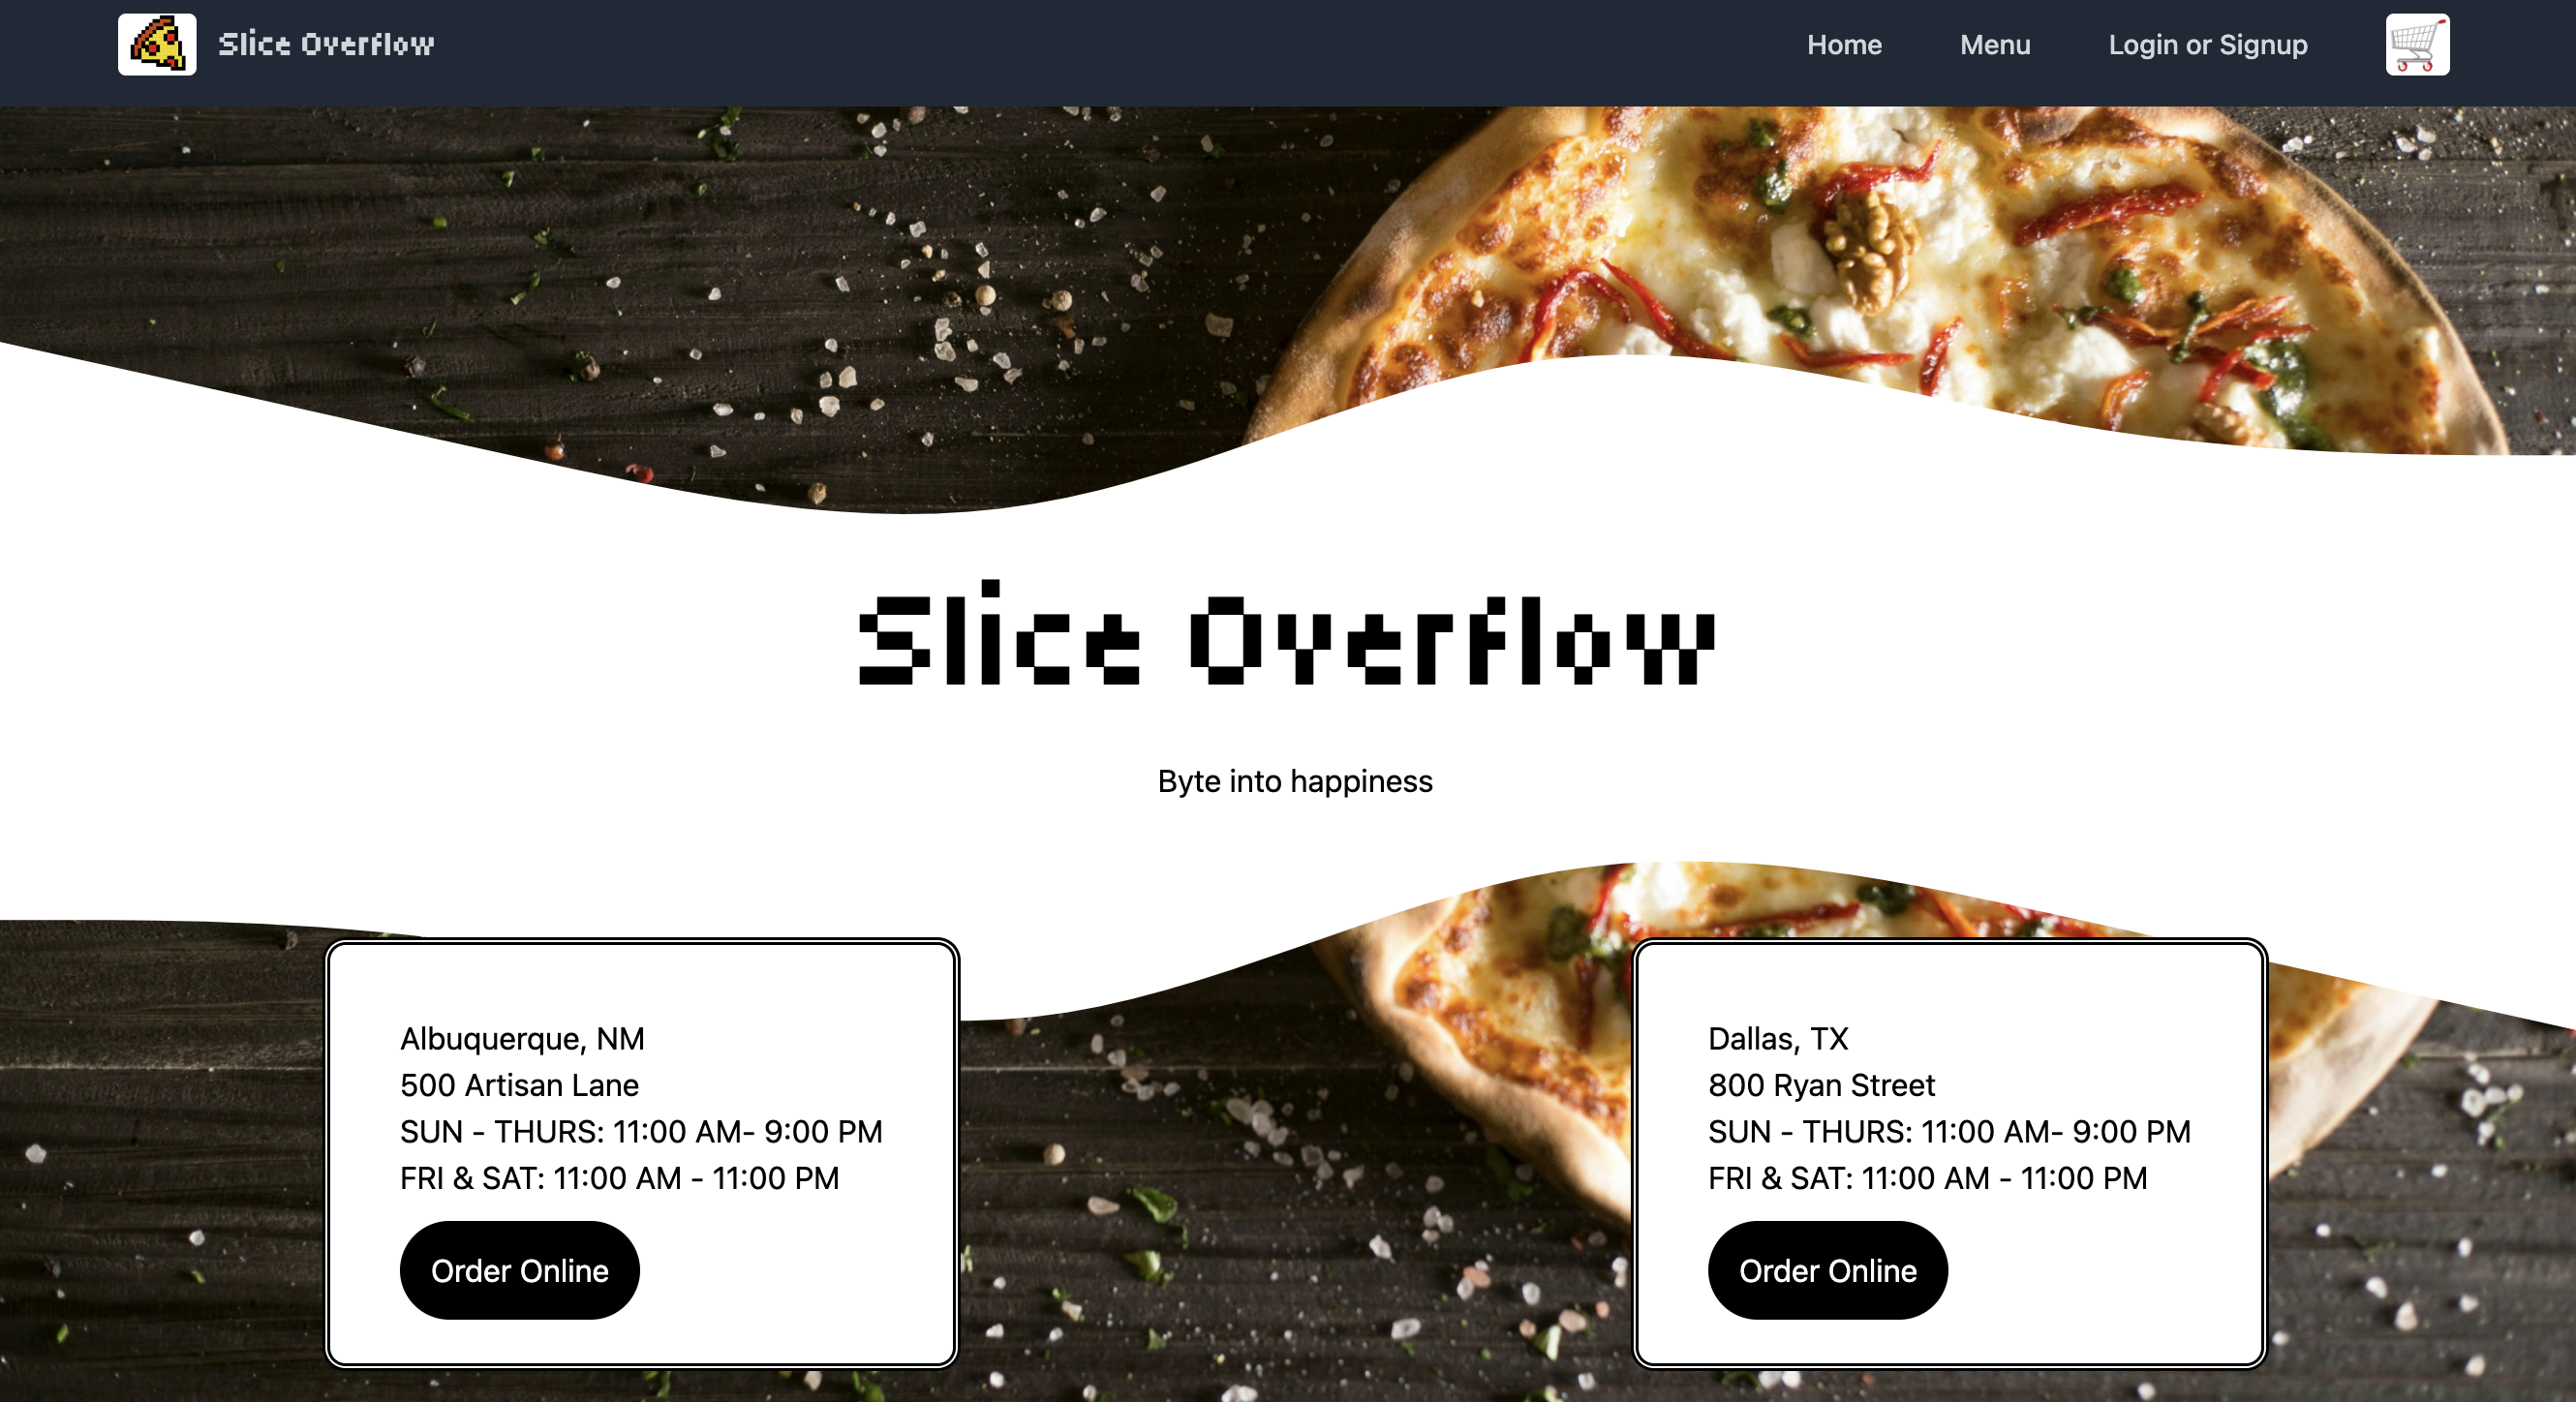 Slice Overflow
Home Menu Login or Signup
Slice Overflow
Byte into happiness
Albuquerque, NM
500 Artisan Lane
SUN - THURS: 11:00 AM- 9:00 PM
FRI & SAT: 11:00 AM - 11:00 PM
Order Online
Dallas, TX
800 Ryan Street
SUN - THURS: 11:00 AM- 9:00 PM
FRI & SAT: 11:00 AM - 11:00 PM
Order Online